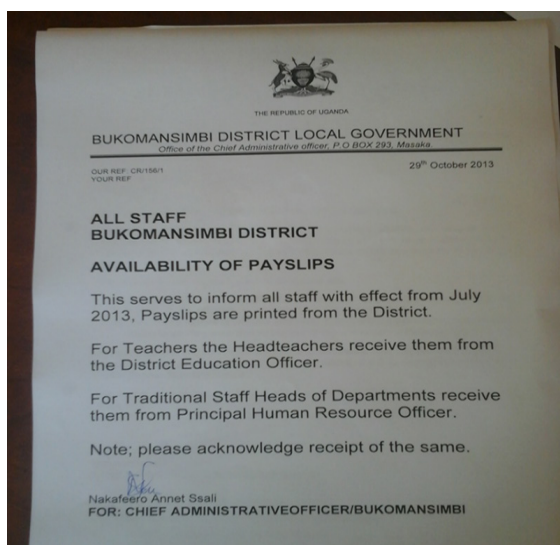 THE REPUBLIC OF UGANDA
BUKOMANSIMBI DISTRICT LOCAL GOVERNMENT
Office of the Chief Administrative officer, P.O BOX 293, Masaka.
OUR REF: CR/156/1
YOUR REF
29th October 2013
ALL STAFF
BUKOMANSIMBI DISTRICT
AVAILABILITY OF PAYSLIPS
This serves to inform all staff with effect from July
2013, Payslips are printed from the District.
For Teachers the Headteachers receive them from
the District Education Officer.
For Traditional Staff Heads of Departments receive
them from Principal Human Resource Officer.
Note; please acknowledge receipt of the same.
Nakafeero Annet Ssali
FOR: CHIEF ADMINISTRATIVEOFFICER/BUKOMANSIMBI